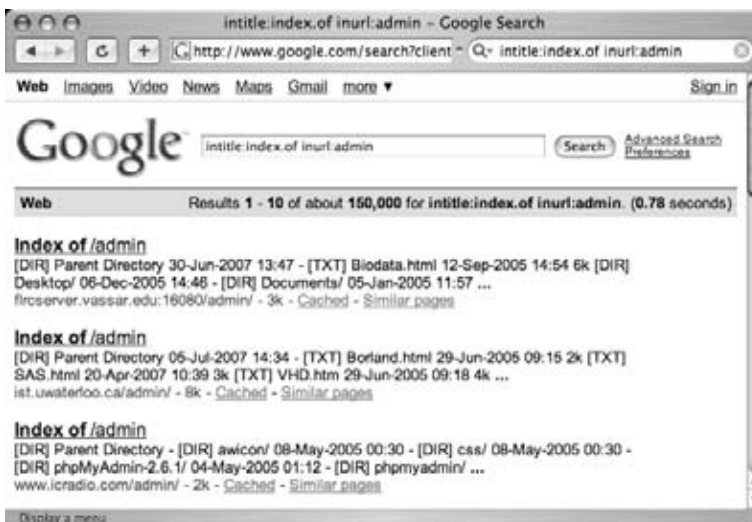 intitle:index.of inurl:admin - Google Search
http://www.google.com/search?client
intitle:index.of inurl:admin
Web Images Video News Maps Gmail more ▼
Sign in
Google
intitle:index.of inurl:admin
Search
Advanced Search
Preferences
Web
Results 1 - 10 of about 150,000 for intitle:index.of inurl:admin. (0.78 seconds)
Index of /admin
[DIR] Parent Directory 30-Jun-2007 13:47 - [TXT] Biodata.html 12-Sep-2005 14:54 6k [DIR]
Desktop/ 06-Dec-2005 14:46 - [DIR] Documents/ 05-Jan-2005 11:57 ...
flrcserver.vassar.edu:16080/admin/ - 3k - Cached - Similar pages
Index of /admin
[DIR] Parent Directory 05-Jul-2007 14:34 - [TXT] Borland.html 29-Jun-2005 09:15 2k [TXT]
SAS.html 20-Apr-2007 10:39 3k [TXT] VHD.htm 29-Jun-2005 09:18 4k ...
ist.uwaterloo.ca/admin/ - 8k - Cached - Similar pages
Index of /admin
[DIR] Parent Directory - [DIR] awicon/ 08-May-2005 00:30 - [DIR] css/ 08-May-2005 00:30 -
[DIR] phpMyAdmin-2.6.1/ 04-May-2005 01:12 - [DIR] phpmyadmin/ ...
www.icradio.com/admin/ - 2k - Cached - Similar pages
Display a menu